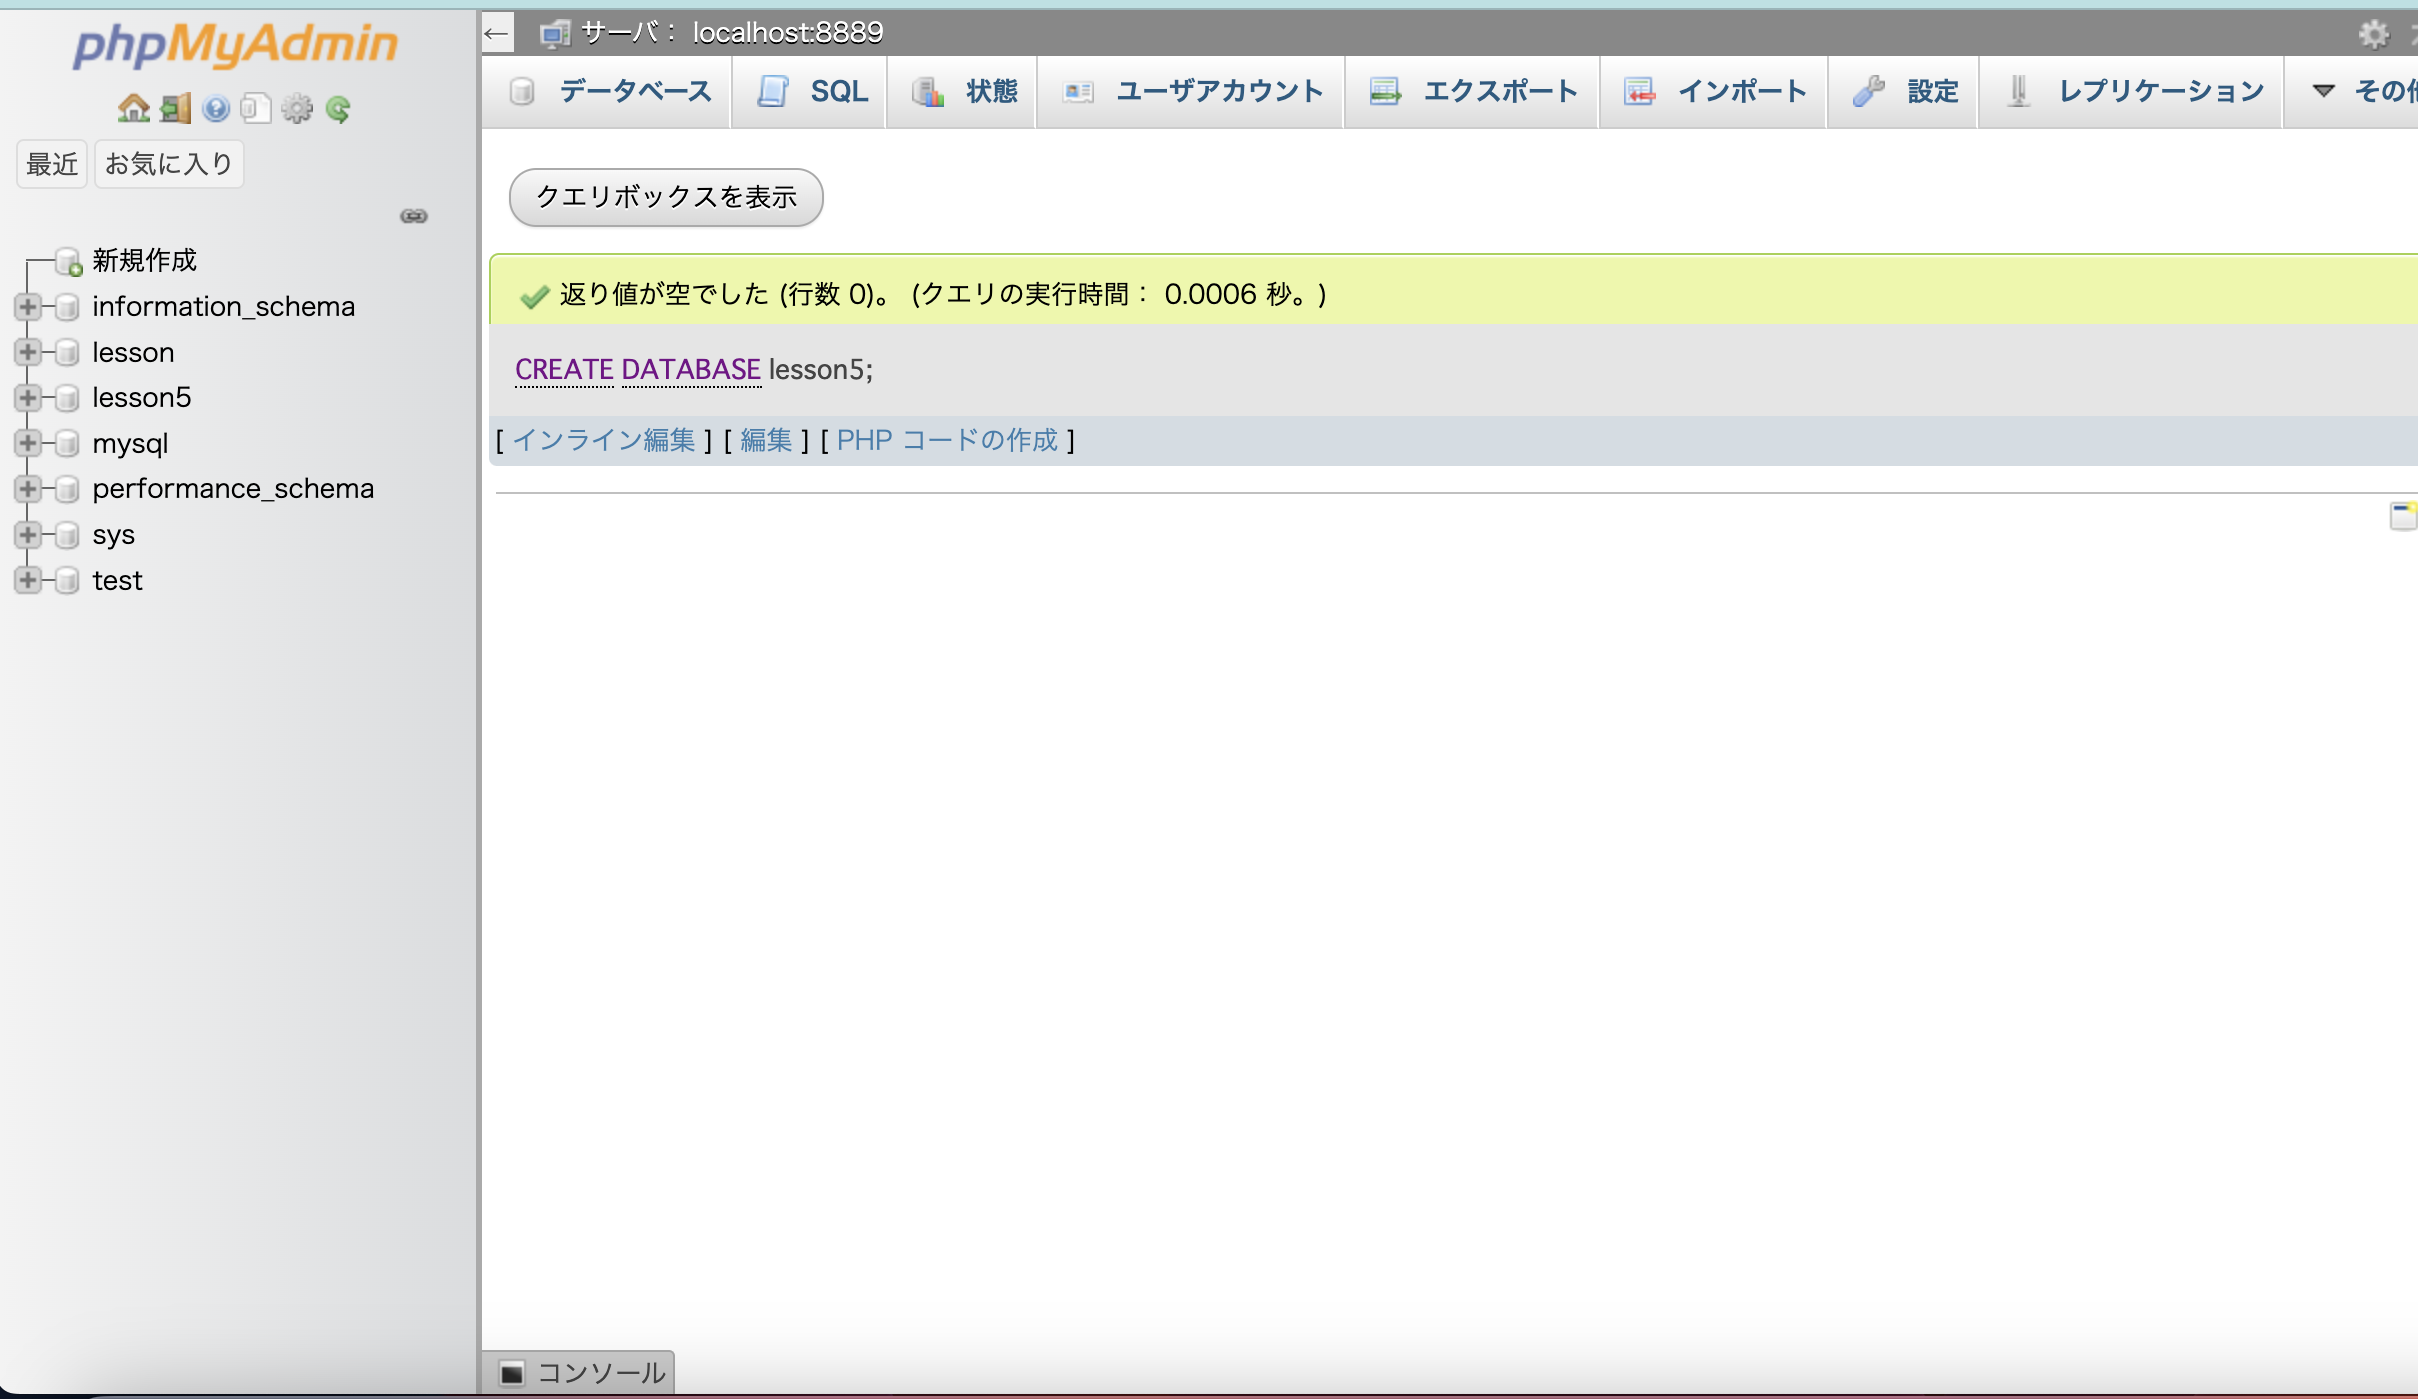 phpMyAdmin
最近 お気に入り
新規作成
information_schema
lesson
lesson5
mysql
performance_schema
sys
test
← サーバ： localhost:8889
データベース SQL 状態 ユーザアカウント エクスポート インポート 設定 レプリケーション その
クエリボックスを表示
返り値が空でした (行数 0)。 (クエリの実行時間： 0.0006 秒。)
CREATE DATABASE lesson5;
[ インライン編集 ] [ 編集 ] [ PHP コードの作成 ]
コンソール